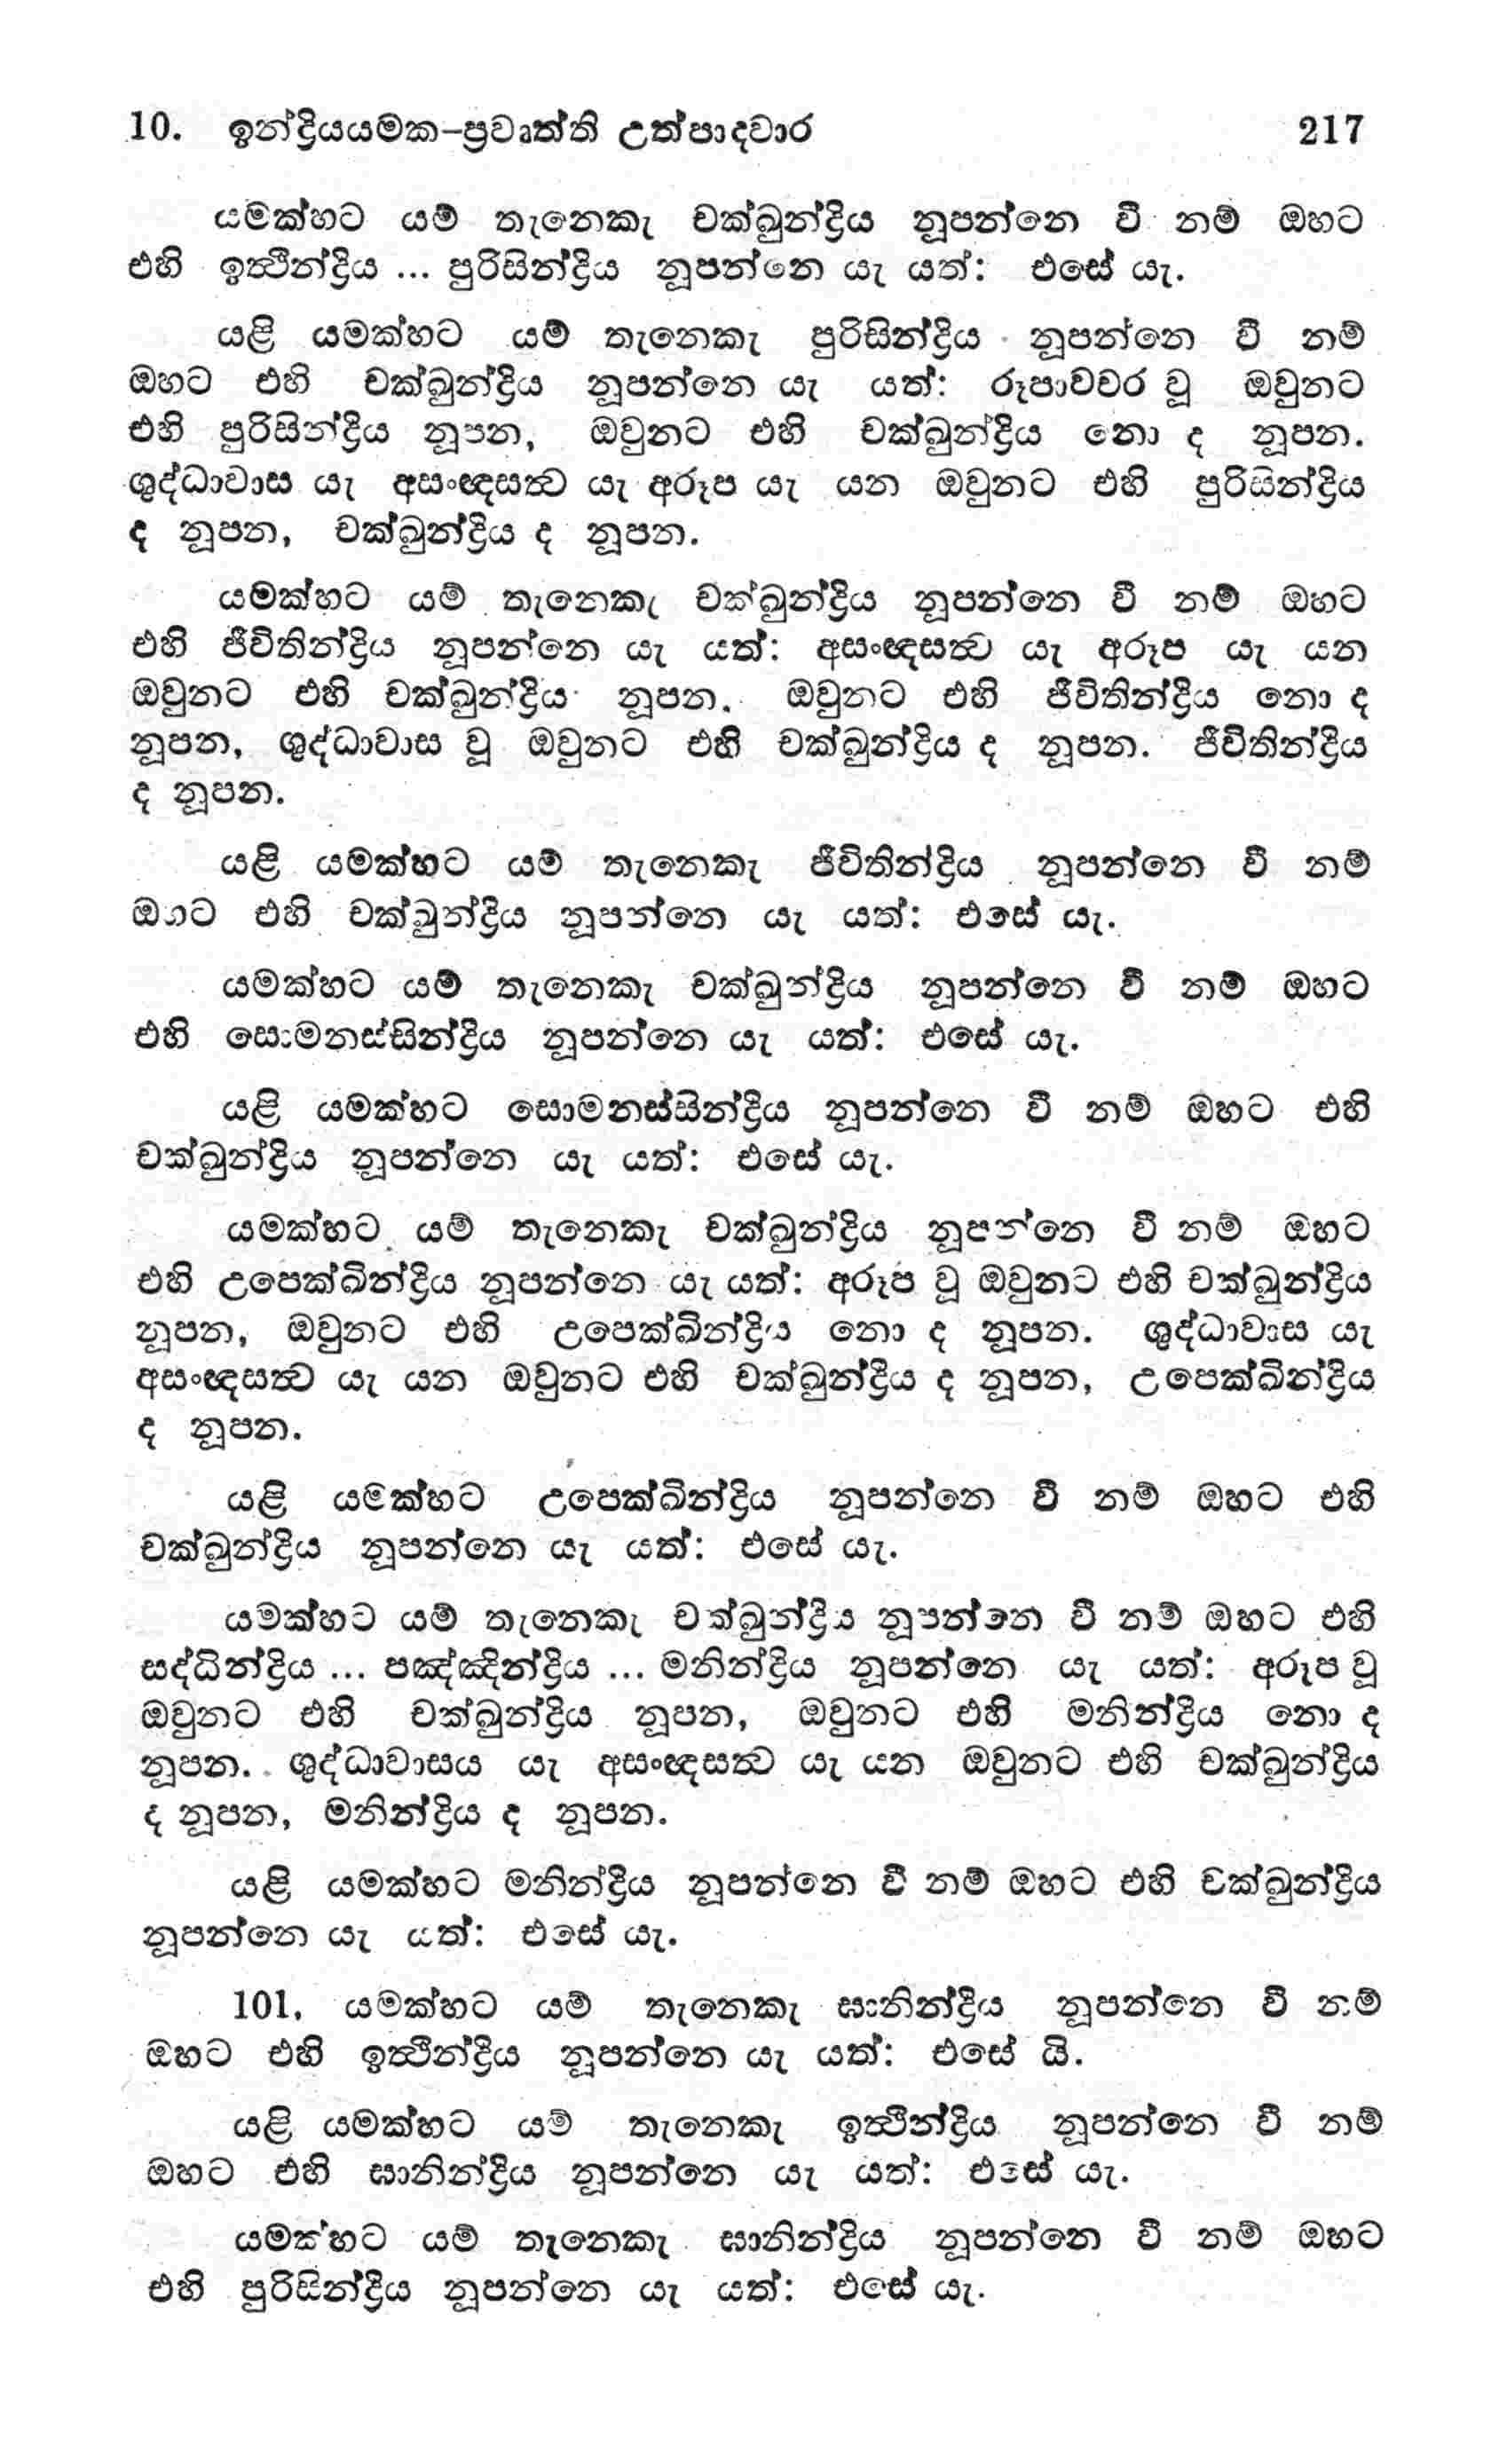 10. ඉන්ද්‍රියයමක-ප්‍රවෘත්ති උත්පාදවාර 217
යමක්හට යම් තැනෙකැ චක්ඛුන්ද්‍රිය නූපන්නෙ වී නම් ඔහට
එහි ඉත්‍ථින්ද්‍රිය ... පුරිසින්ද්‍රිය නූපන්නෙ යැ යත්: එසේ යැ.
යළි යමක්හට යම් තැනෙකැ පුරිසින්ද්‍රිය නූපන්නෙ වී නම්
ඔහට එහි චක්ඛුන්ද්‍රිය නූපන්නෙ යැ යත්: රූපාවචර වූ ඔවුනට
එහි පුරිසින්ද්‍රිය නූපන, ඔවුනට එහි චක්ඛුන්ද්‍රිය නො ද නූපන.
ශුද්ධාවාස යැ අසංඥසත්‍ව යැ අරූප යැ යන ඔවුනට එහි පුරිසින්ද්‍රිය
ද නූපන, චක්ඛුන්ද්‍රිය ද නූපන.
යමක්හට යම් තැනෙකැ චක්ඛුන්ද්‍රිය නූපන්නෙ වී නම් ඔහට
එහි ජීවිතින්ද්‍රිය නූපන්නෙ යැ යත්: අසංඥසත්‍ව යැ අරූප යැ යන
ඔවුනට එහි චක්ඛුන්ද්‍රිය නූපන. ඔවුනට එහි ජීවිතින්ද්‍රිය නො ද
නූපන, ශුද්ධාවාස වූ ඔවුනට එහි චක්ඛුන්ද්‍රිය ද නූපන. ජීවිතින්ද්‍රිය
ද නූපන.
යළි යමක්හට යම් තැනෙකැ ජීවිතින්ද්‍රිය නූපන්නෙ වී නම්
ඔහට එහි චක්ඛුන්ද්‍රිය නූපන්නෙ යැ යත්: එසේ යැ.
යමක්හට යම් තැනෙකැ චක්ඛුන්ද්‍රිය නූපන්නෙ වී නම් ඔහට
එහි සොමනස්සින්ද්‍රිය නූපන්නෙ යැ යත්: එසේ යැ.
යළි යමක්හට සොමනස්සින්ද්‍රිය නූපන්නෙ වී නම් ඔහට එහි
චක්ඛුන්ද්‍රිය නූපන්නෙ යැ යත්: එසේ යැ.
යමක්හට යම් තැනෙකැ චක්ඛුන්ද්‍රිය නූපන්නෙ වී නම් ඔහට
එහි උපෙක්ඛින්ද්‍රිය නූපන්නෙ යැ යත්: අරූප වූ ඔවුනට එහි චක්ඛුන්ද්‍රිය
නූපන, ඔවුනට එහි උපෙක්ඛින්ද්‍රිය නො ද නූපන. ශුද්ධාවාස යැ
අසංඥසත්‍ව යැ යන ඔවුනට එහි චක්ඛුන්ද්‍රිය ද නූපන, උපෙක්ඛින්ද්‍රිය
ද නූපන.
යළි යමක්හට උපෙක්ඛින්ද්‍රිය නූපන්නෙ වී නම් ඔහට එහි
චක්ඛුන්ද්‍රිය නූපන්නෙ යැ යත්: එසේ යැ.
යමක්හට යම් තැනෙකැ චක්ඛුන්ද්‍රිය නූපන්නෙ වී නම් ඔහට එහි
සද්ධින්ද්‍රිය ... පඤ්ඤින්ද්‍රිය ... මනින්ද්‍රිය නූපන්නෙ යැ යත්: අරූප වූ
ඔවුනට එහි චක්ඛුන්ද්‍රිය නූපන, ඔවුනට එහි මනින්ද්‍රිය නො ද
නූපන. ශුද්ධාවාසය යැ අසංඥසත්‍ව යැ යන ඔවුනට එහි චක්ඛුන්ද්‍රිය
ද නූපන, මනින්ද්‍රිය ද නූපන.
යළි යමක්හට මනින්ද්‍රිය නූපන්නෙ වී නම් ඔහට එහි චක්ඛුන්ද්‍රිය
නූපන්නෙ යැ යත්: එසේ යැ.
101. යමක්හට යම් තැනෙකැ ඝානින්ද්‍රිය නූපන්නෙ වී නම්
ඔහට එහි ඉත්‍ථින්ද්‍රිය නූපන්නෙ යැ යත්: එසේ යි.
යළි යමක්හට යම් තැනෙකැ ඉත්‍ථින්ද්‍රිය නූපන්නෙ වී නම්
ඔහට එහි ඝානින්ද්‍රිය නූපන්නෙ යැ යත්: එසේ යැ.
යමක්හට යම් තැනෙකැ ඝානින්ද්‍රිය නූපන්නෙ වී නම් ඔහට
එහි පුරිසින්ද්‍රිය නූපන්නෙ යැ යත්: එසේ යැ.